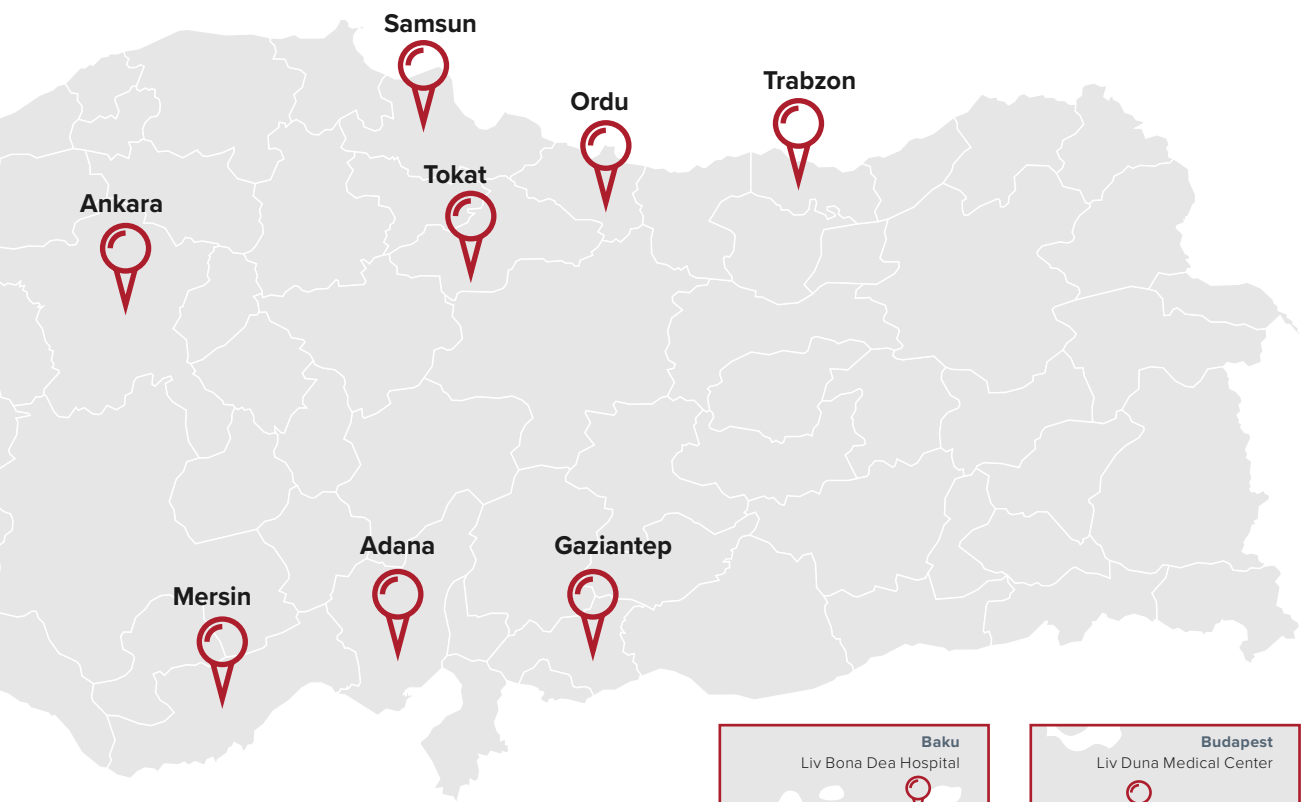 Samsun
Trabzon
Ordu
Tokat
Ankara
Adana
Gaziantep
Mersin
Baku
Liv Bona Dea Hospital
Budapest
Liv Duna Medical Center